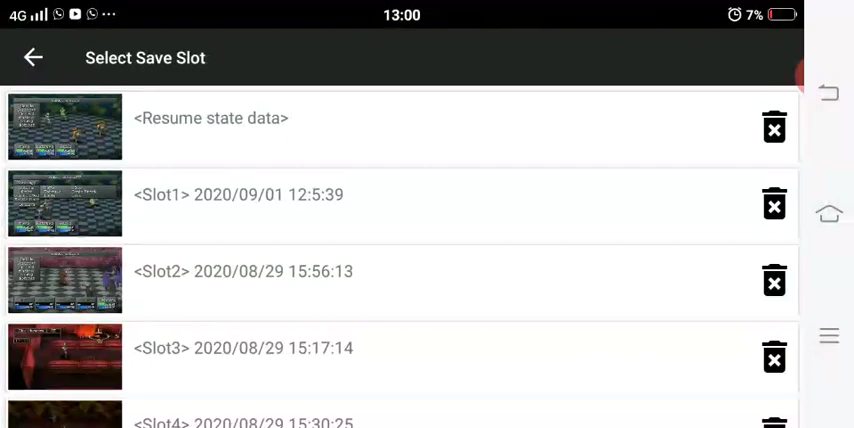 4G 13:00 7%
Select Save Slot
<Resume state data>
<Slot1> 2020/09/01 12:5:39
<Slot2> 2020/08/29 15:56:13
<Slot3> 2020/08/29 15:17:14
<Slot4> 2020/08/29 15:30:25